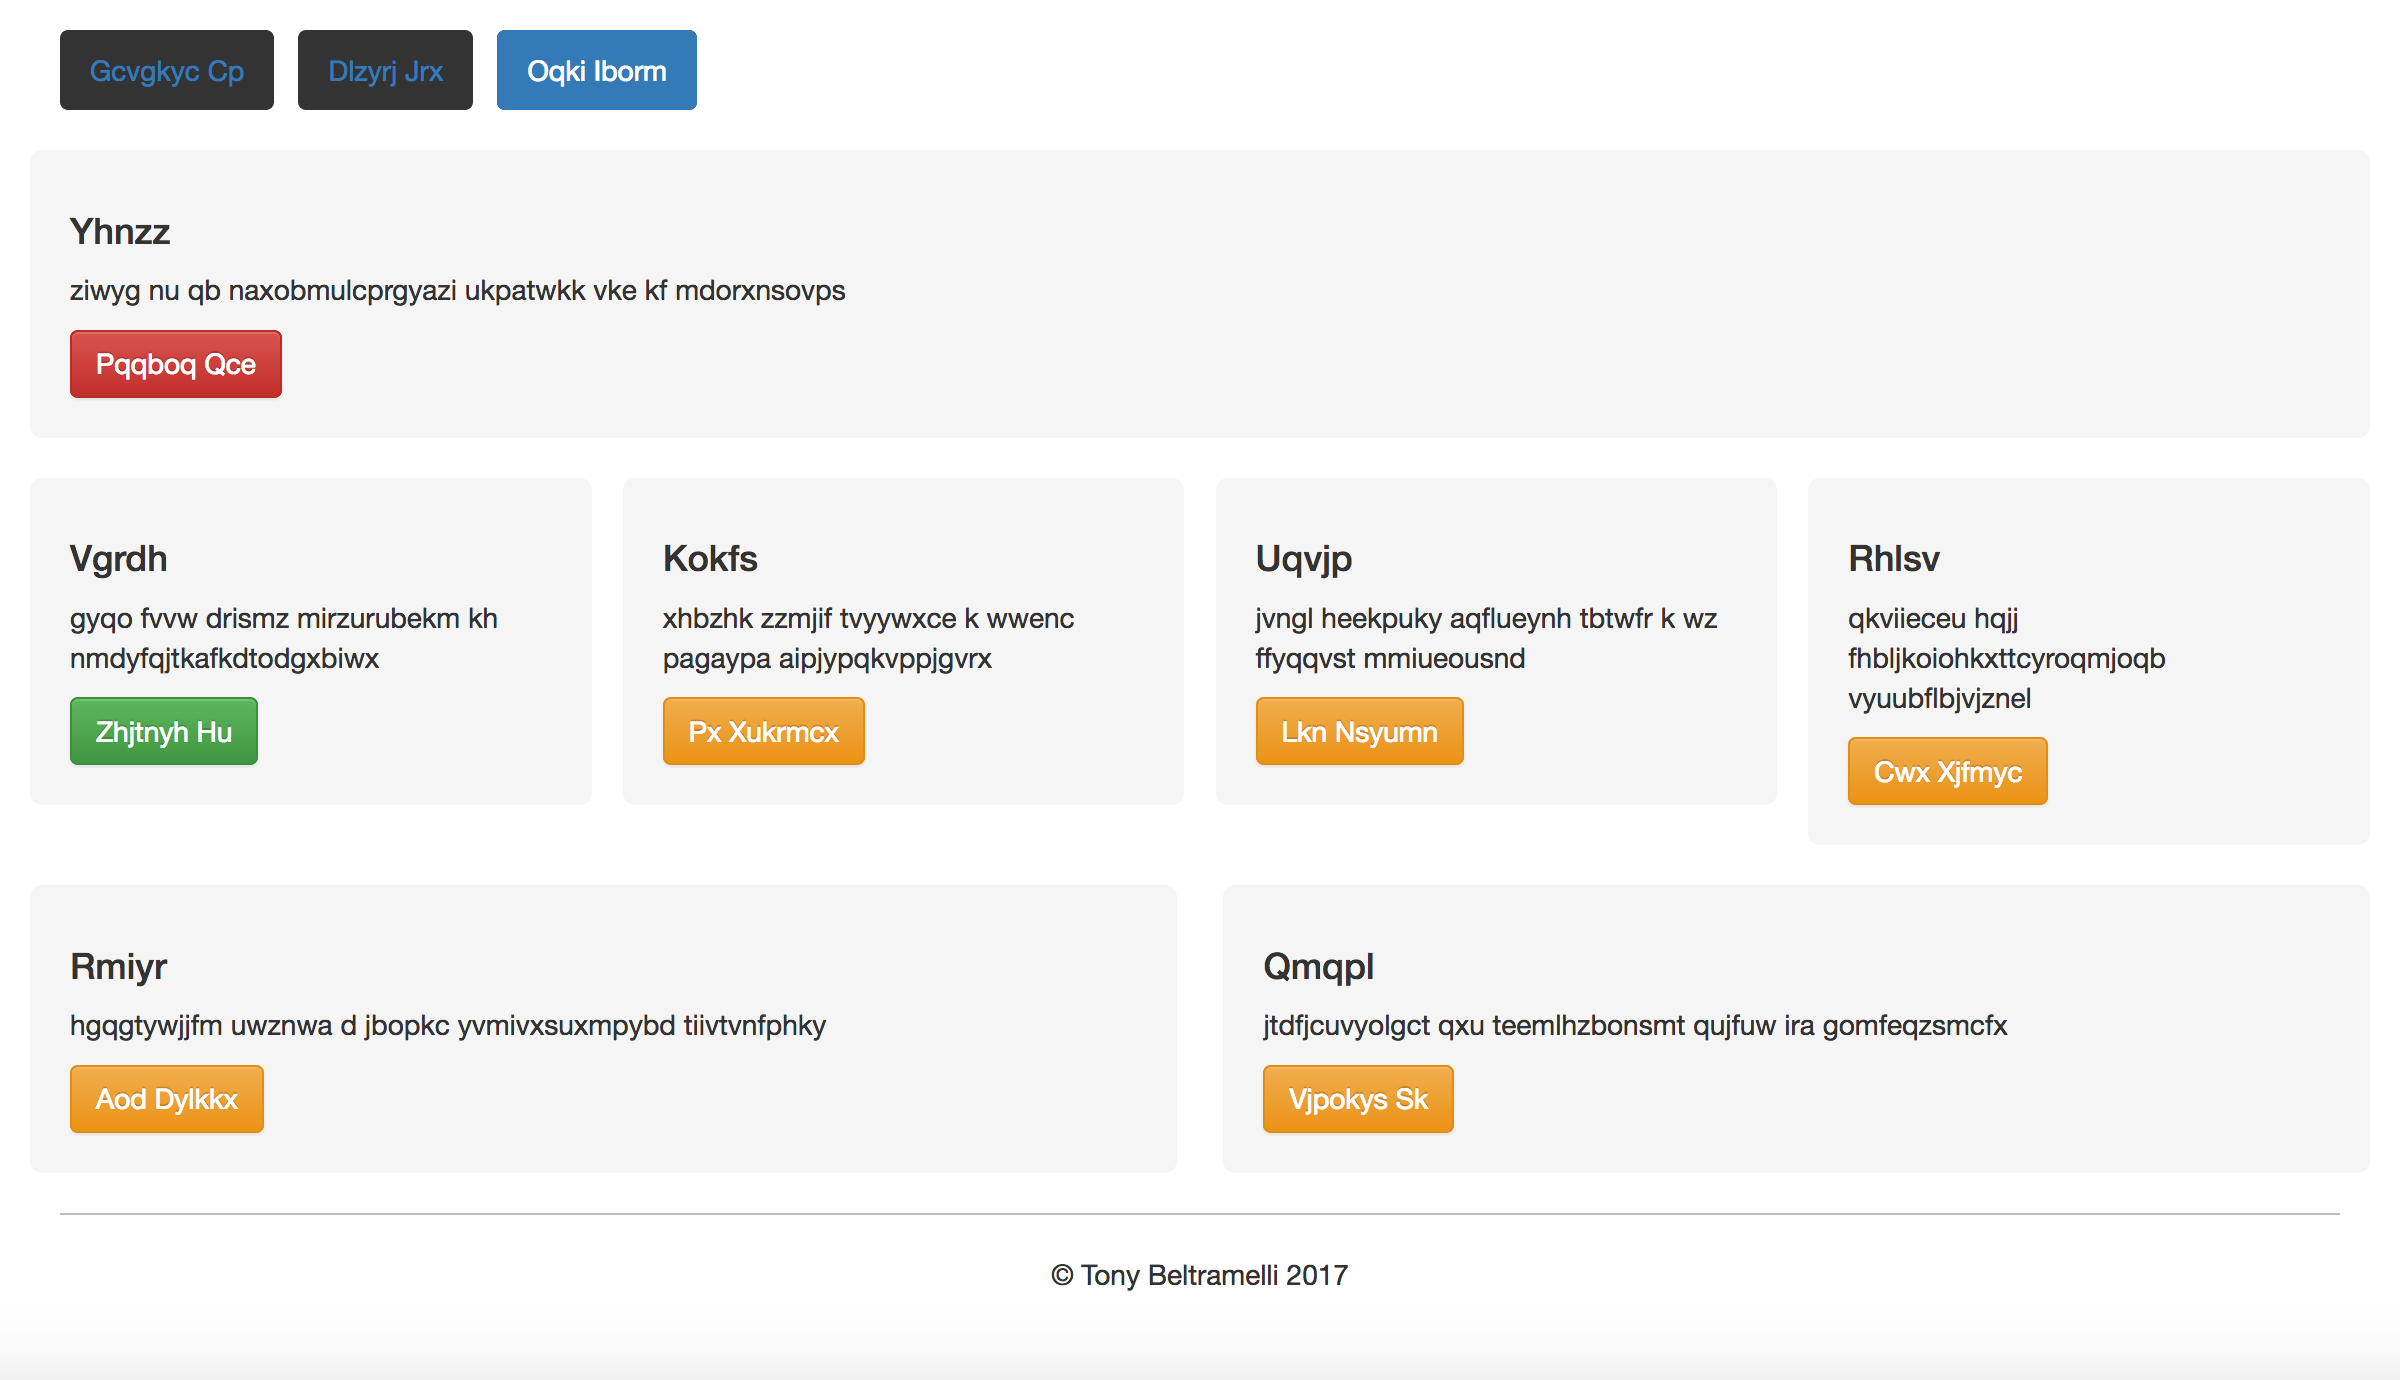 Gcvgkyc Cp
Dlzyrj Jrx
Oqki Iborm
Yhnzz
ziwyg nu qb naxobmulcprgyazi ukpatwkk vke kf mdorxnsovps
Pqqboq Qce
Vgrdh
gyqo fvvw drismz mirzurubekm kh
nmdyfqjtkafkdtodgxbiwx
Zhjtnyh Hu
Kokfs
xhbzhk zzmjif tvyywxce k wwenc
pagaypa aipjypqkvppjgvrx
Px Xukrmcx
Uqvjp
jvngl heekpuky aqflueynh tbtwfr k wz
ffyqqvst mmiueousnd
Lkn Nsyumn
Rhlsv
qkviieceu hqjj
fhbljkoiohkxttcyroqmjoqb
vyuubflbjvjznel
Cwx Xjfmyc
Rmiyr
hgqgtywjjfm uwznwa d jbopkc yvmivxsuxmpybd tiivtvnfphky
Aod Dylkkx
Qmqpl
jtdfjcuvyolgct qxu teemlhzbonsmt qujfuw ira gomfeqzsmcfx
Vjpokys Sk
© Tony Beltramelli 2017